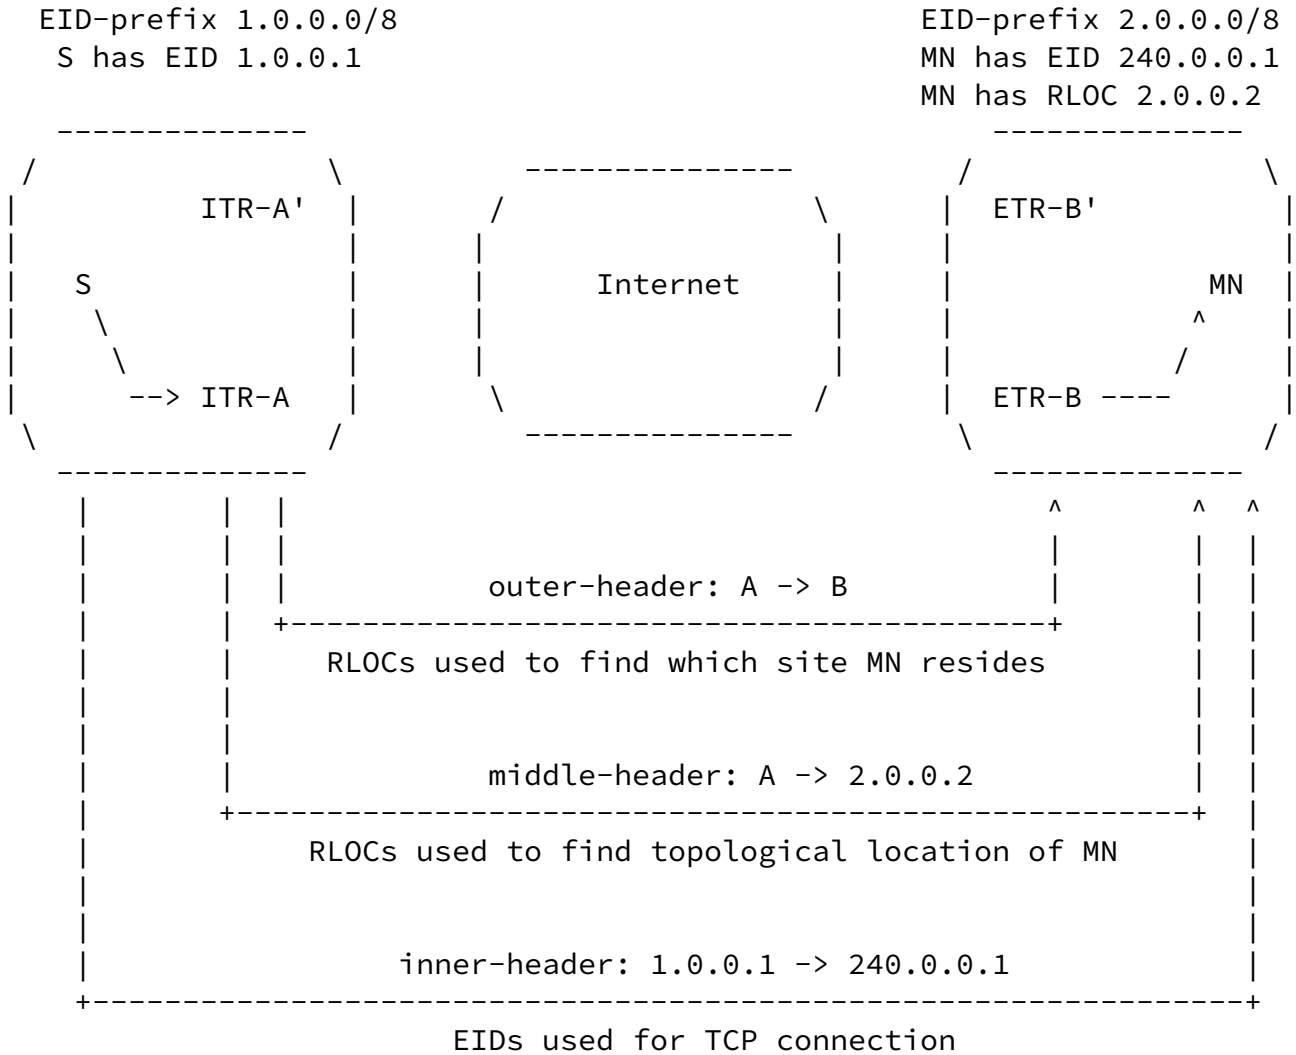 EID-prefix 1.0.0.0/8 EID-prefix 2.0.0.0/8
S has EID 1.0.0.1 MN has EID 240.0.0.1
MN has RLOC 2.0.0.2
ITR-A' ETR-B'
S Internet MN
--> ITR-A ETR-B ----
outer-header: A -> B
RLOCs used to find which site MN resides
middle-header: A -> 2.0.0.2
RLOCs used to find topological location of MN
inner-header: 1.0.0.1 -> 240.0.0.1
EIDs used for TCP connection